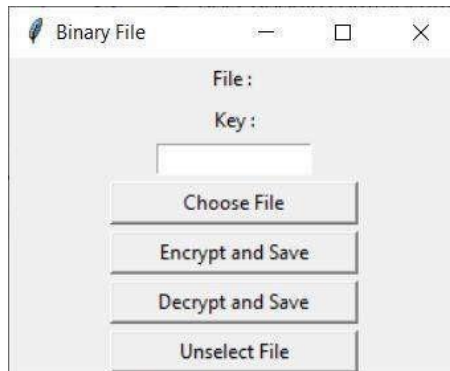 Binary File
File :
Key :
Choose File
Encrypt and Save
Decrypt and Save
Unselect File